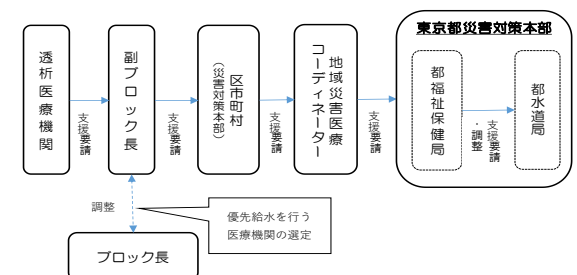 東京都災害対策本部
透析医療機関
支援要請
副ブロック長
支援要請
区市町村
（災害対策本部）
支援要請
地域災害医療
コーディネーター
支援要請
都福祉保健局
支援要請
・調整
都水道局
調整
優先給水を行う
医療機関の選定
ブロック長